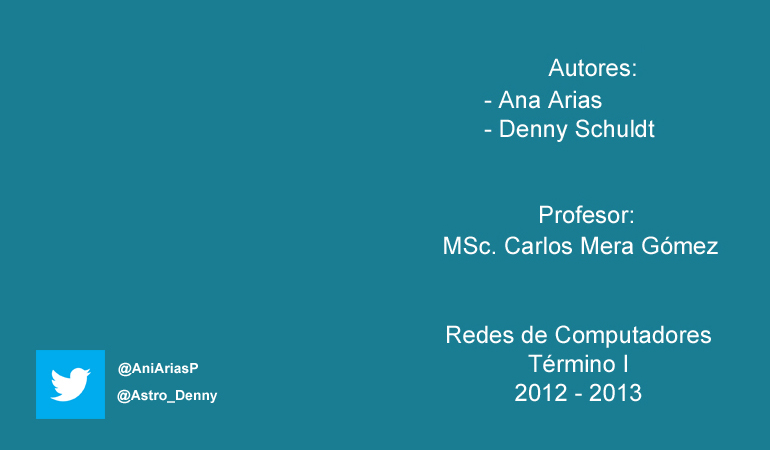 Autores:
- Ana Arias
- Denny Schuldt
Profesor:
MSc. Carlos Mera Gómez
Redes de Computadores
Término I
2012 - 2013
@AniAriasP
@Astro_Denny